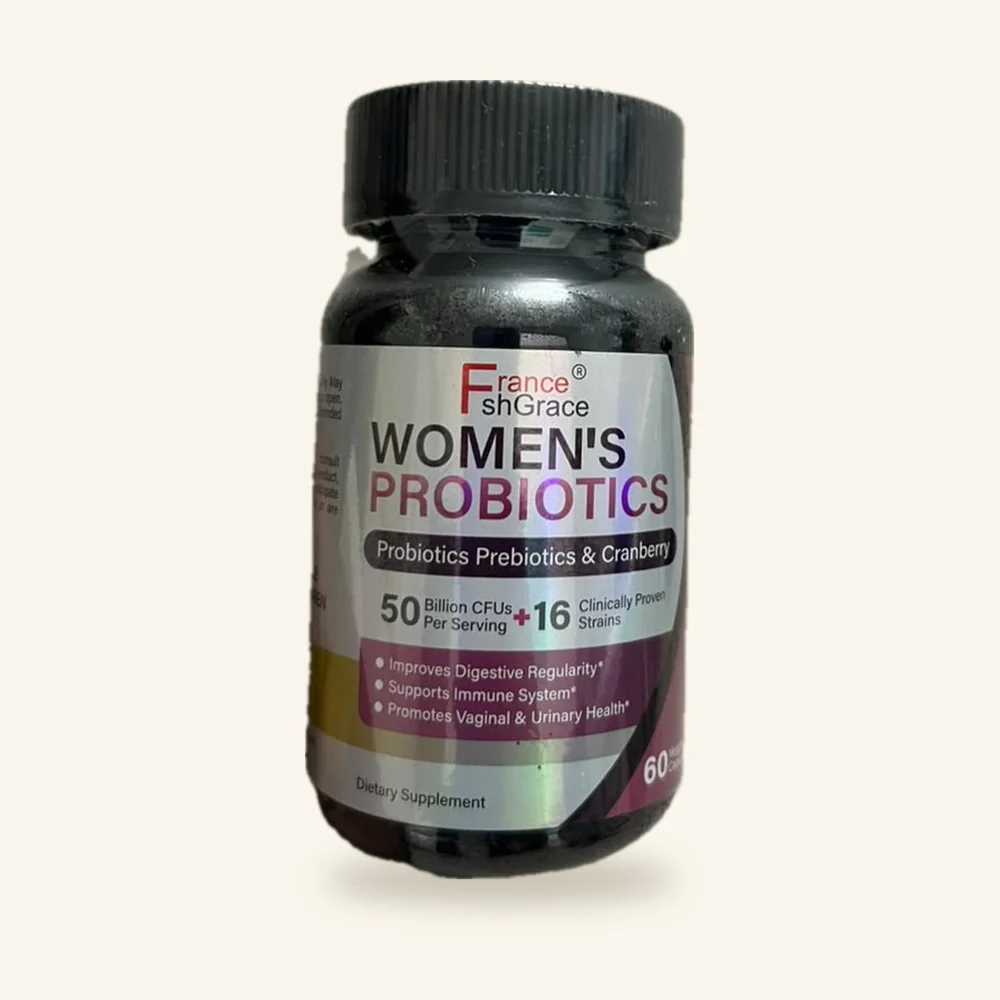 France®
shGrace
WOMEN'S
PROBIOTICS
Probiotics Prebiotics & Cranberry
50 Billion CFUs Per Serving + 16 Clinically Proven Strains
• Improves Digestive Regularity*
• Supports Immune System*
• Promotes Vaginal & Urinary Health*
60
Dietary Supplement